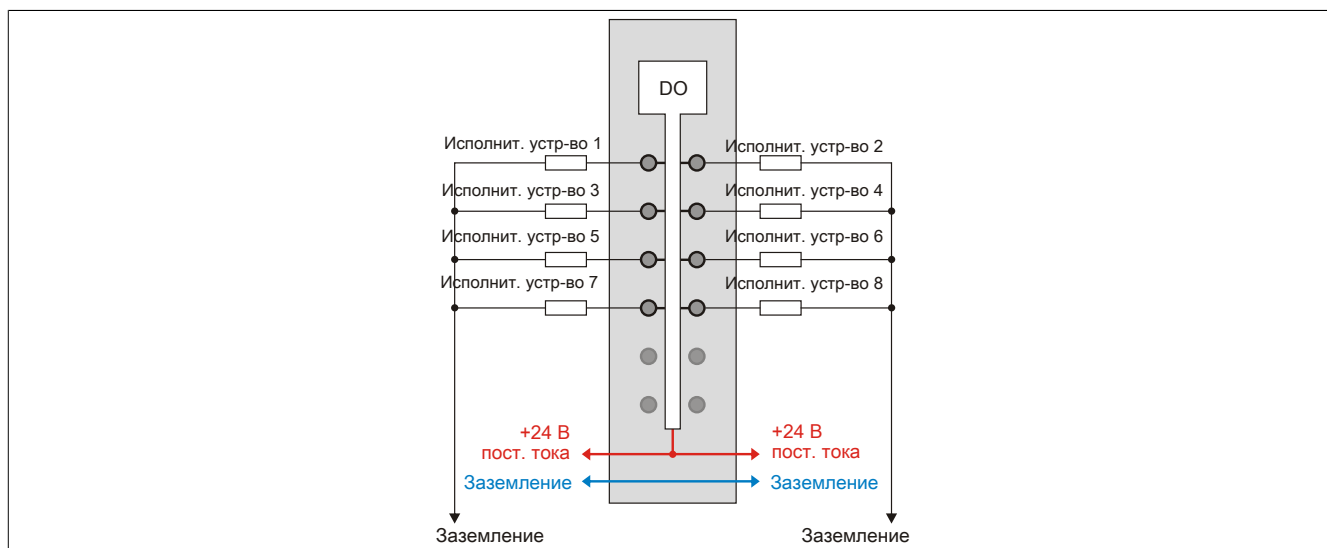 DO
Исполнит. устр-во 1
Исполнит. устр-во 2
Исполнит. устр-во 3
Исполнит. устр-во 4
Исполнит. устр-во 5
Исполнит. устр-во 6
Исполнит. устр-во 7
Исполнит. устр-во 8
+24 В
пост. тока
+24 В
пост. тока
Заземление
Заземление
Заземление
Заземление